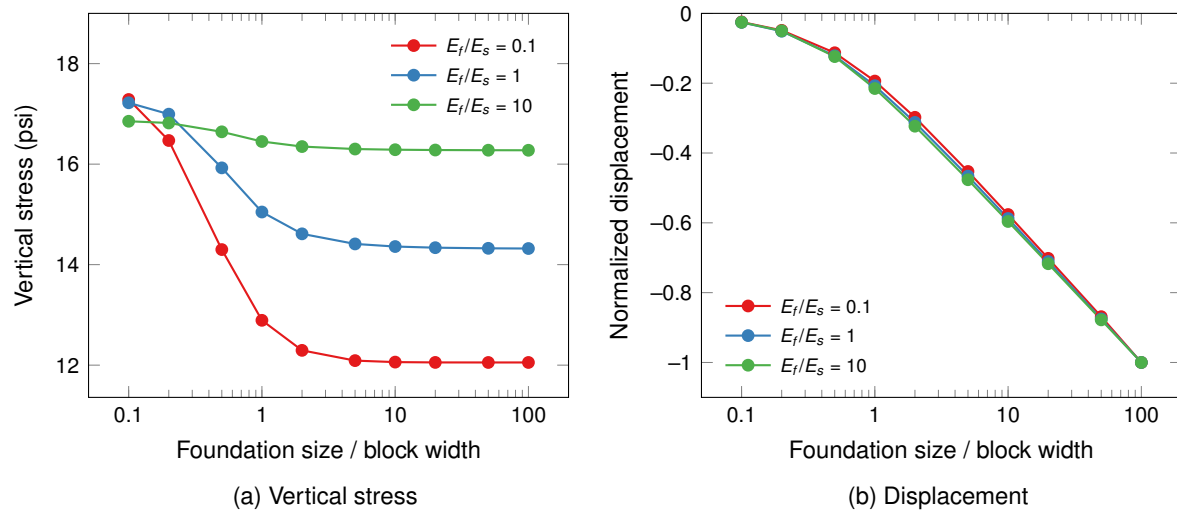 18
16
14
12
Vertical stress (psi)
E_f/E_s = 0.1
E_f/E_s = 1
E_f/E_s = 10
0.1 1 10 100
Foundation size / block width
(a) Vertical stress
0
−0.2
−0.4
−0.6
−0.8
−1
Normalized displacement
E_f/E_s = 0.1
E_f/E_s = 1
E_f/E_s = 10
0.1 1 10 100
Foundation size / block width
(b) Displacement